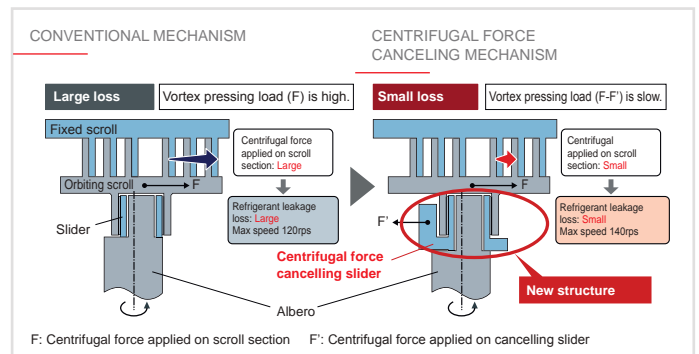 CONVENTIONAL MECHANISM
CENTRIFUGAL FORCE
CANCELING MECHANISM
Large loss
Vortex pressing load (F) is high.
Small loss
Vortex pressing load (F-F') is slow.
Fixed scroll
Centrifugal force
applied on scroll
section: Large
Centrifugal
applied on scroll
section: Small
Orbiting scroll
F
F
Refrigerant leakage
loss: Large
Max speed 120rps
Refrigerant leakage
loss: Small
Max speed 140rps
Slider
F'
Centrifugal force
cancelling slider
New structure
Albero
F: Centrifugal force applied on scroll section F': Centrifugal force applied on cancelling slider